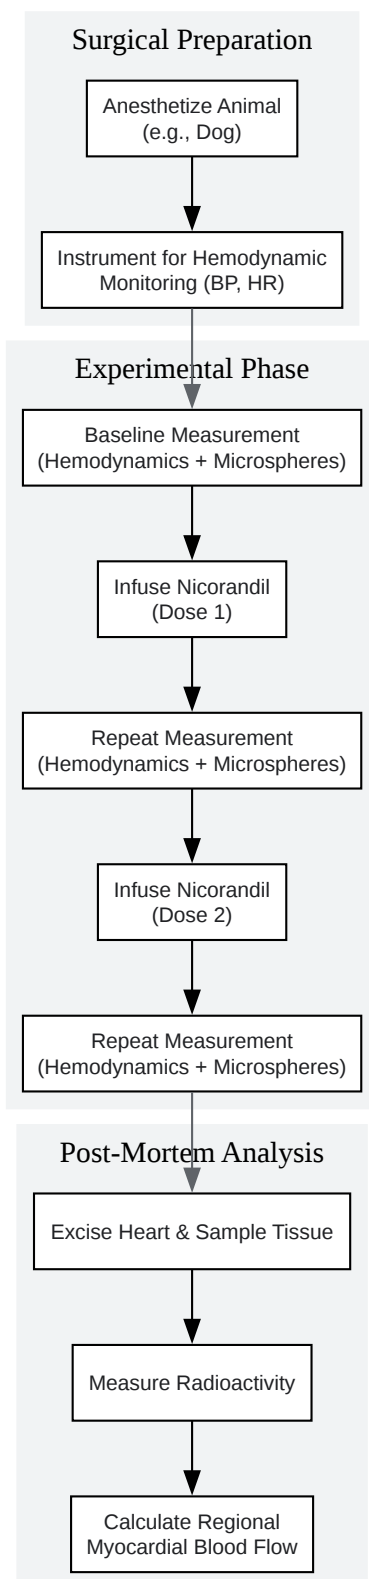 Surgical Preparation
Anesthetize Animal
(e.g., Dog)
Instrument for Hemodynamic
Monitoring (BP, HR)
Experimental Phase
Baseline Measurement
(Hemodynamics + Microspheres)
Infuse Nicorandil
(Dose 1)
Repeat Measurement
(Hemodynamics + Microspheres)
Infuse Nicorandil
(Dose 2)
Repeat Measurement
(Hemodynamics + Microspheres)
Post-Mortem Analysis
Excise Heart & Sample Tissue
Measure Radioactivity
Calculate Regional
Myocardial Blood Flow